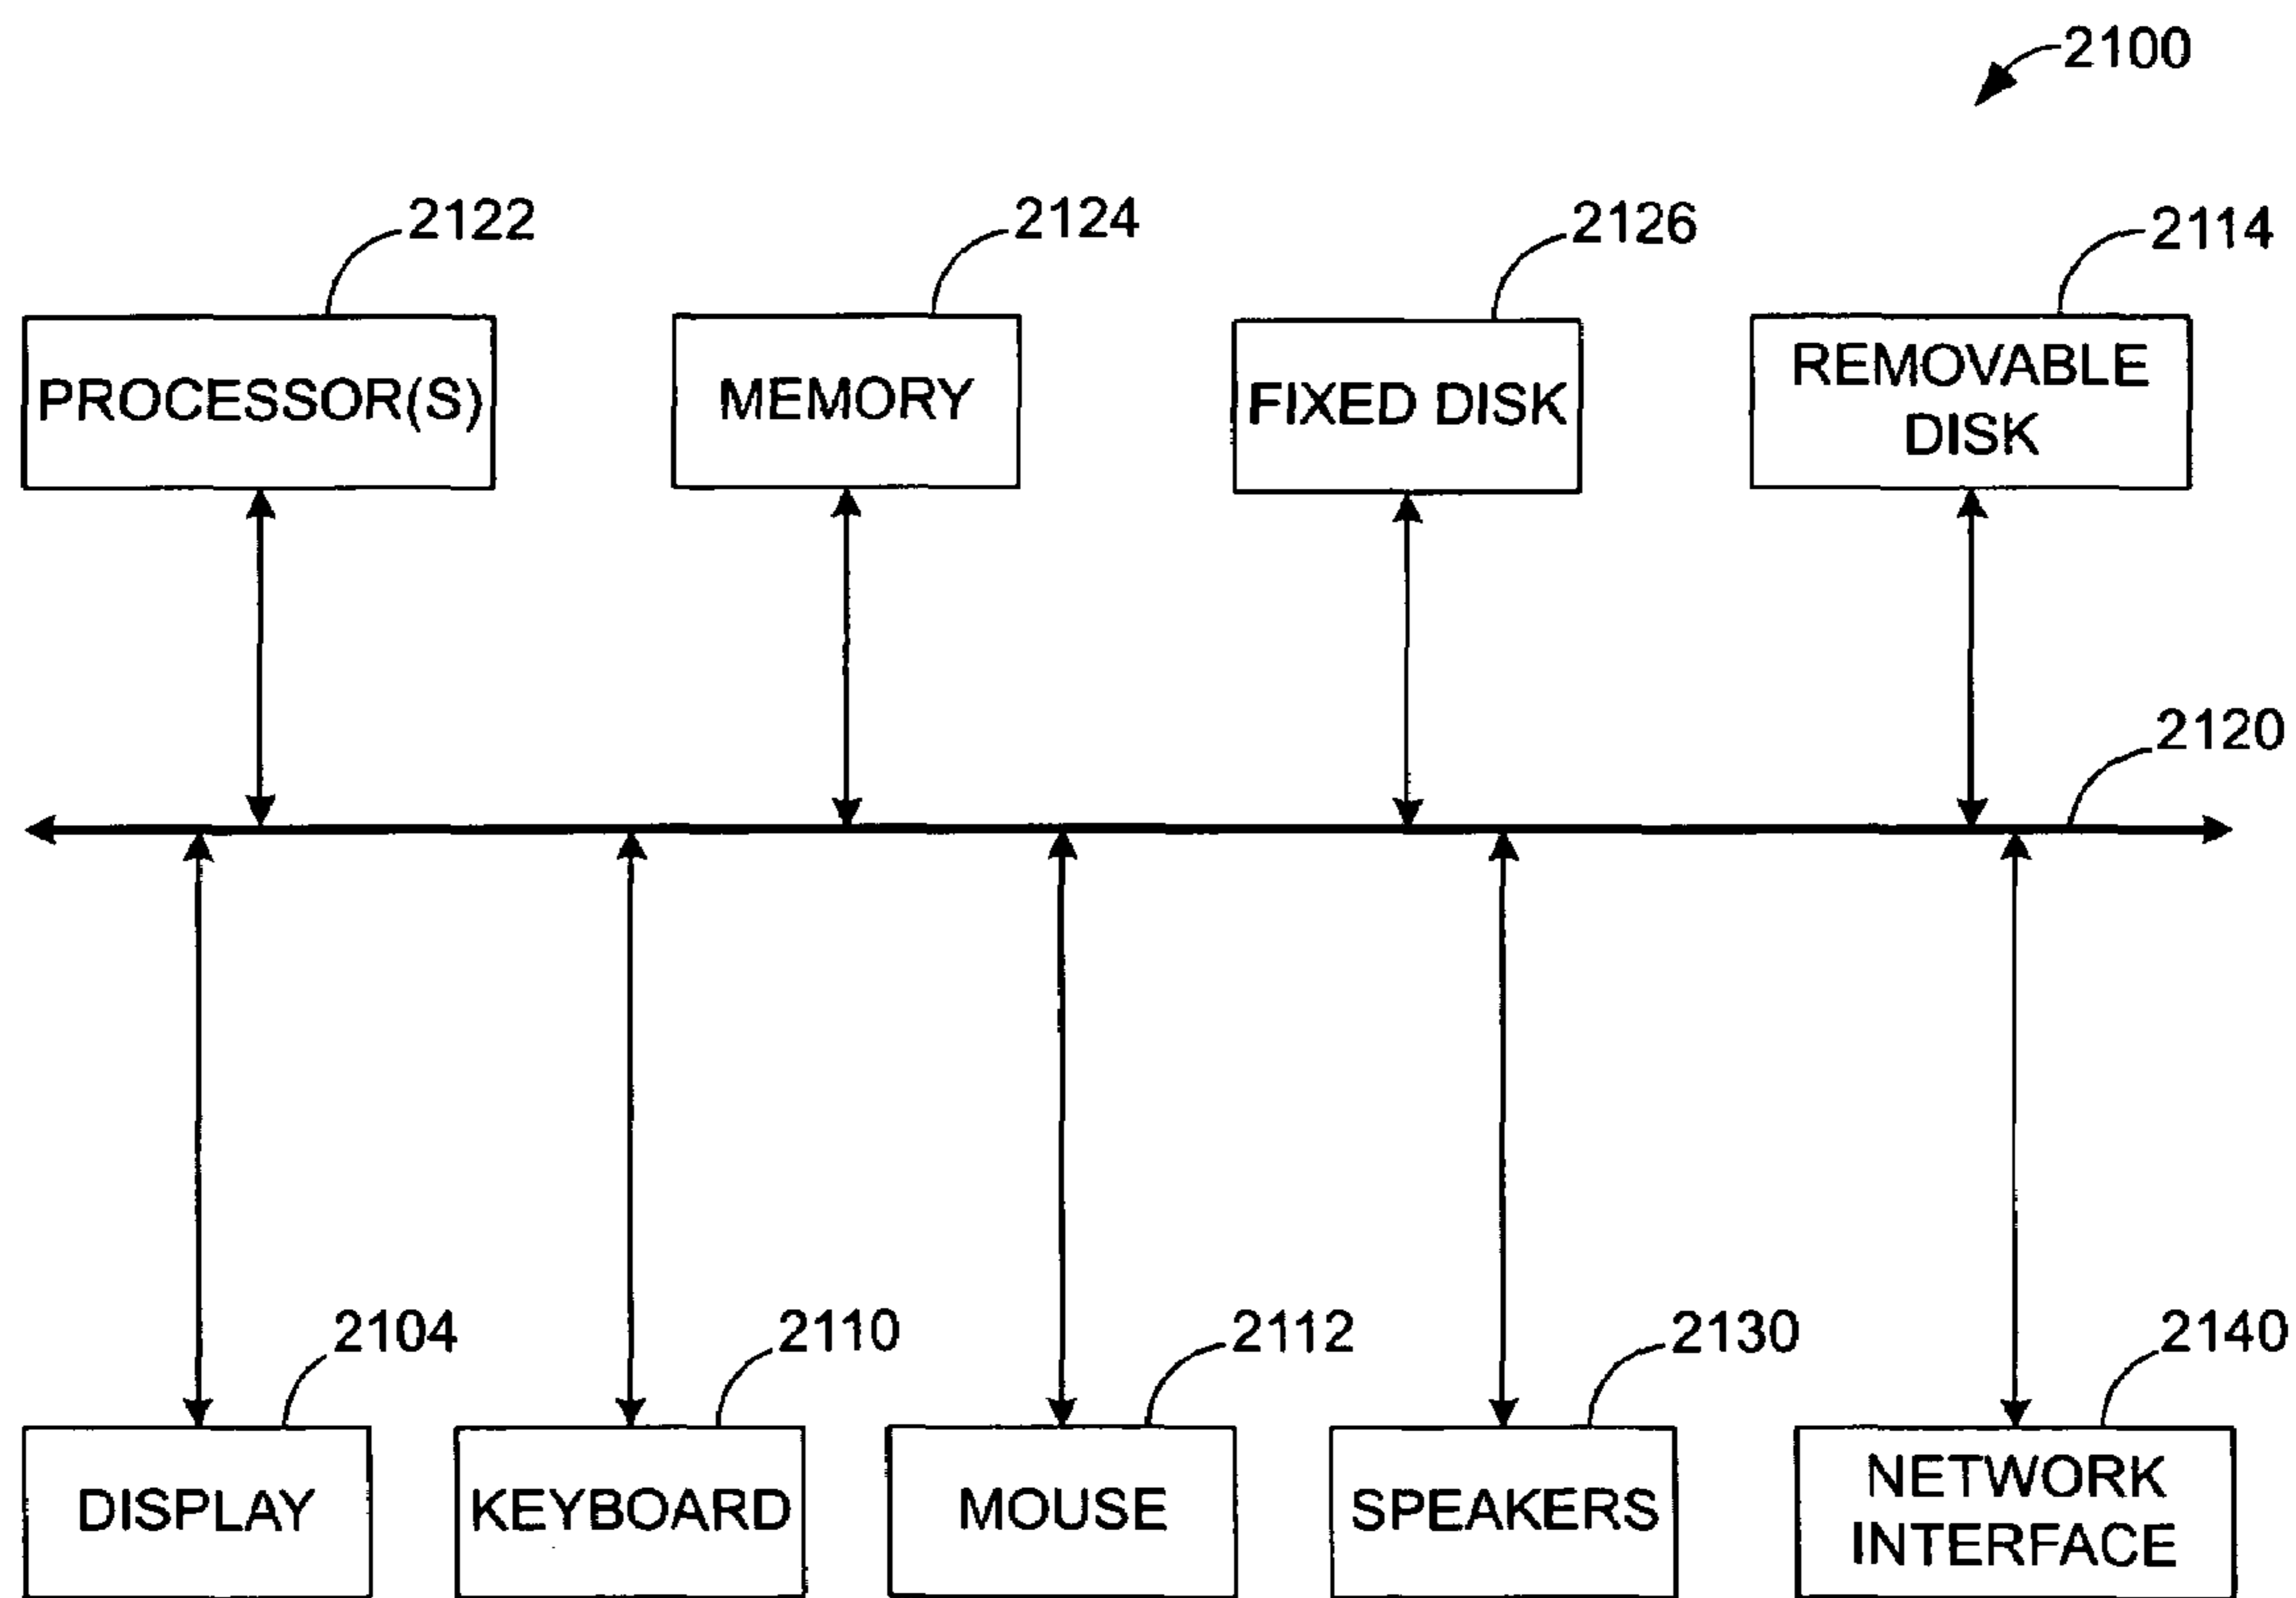 2100
2122
2124
2126
2114
PROCESSOR(S)
MEMORY
FIXED DISK
REMOVABLE
DISK
2120
2104
2110
2112
2130
2140
DISPLAY
KEYBOARD
MOUSE
SPEAKERS
NETWORK
INTERFACE